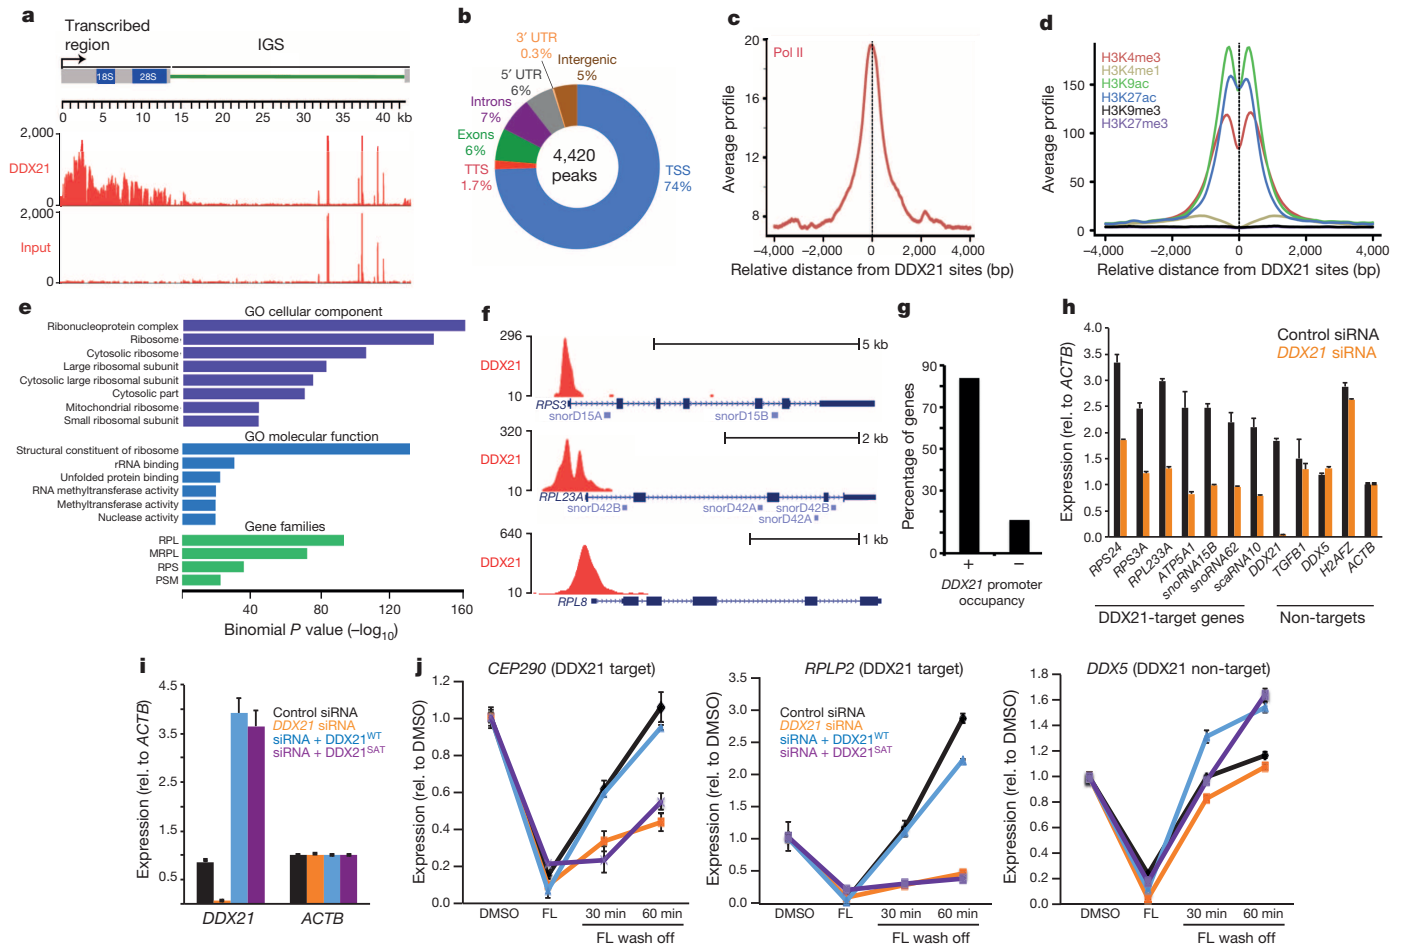 a
Transcribed
region
IGS
18S
28S
0 5 10 15 20 25 30 35 40 kb
2,000
DDX21
0
2,000
Input
0
b
3′ UTR
0.3%
Intergenic
5%
5′ UTR
6%
Introns
7%
Exons
6%
TTS
1.7%
4,420
peaks
TSS
74%
c
Pol II
Average profile
20
16
12
8
–4,000 –2,000 0 2,000 4,000
Relative distance from DDX21 sites (bp)
d
H3K4me3
H3K4me1
H3K9ac
H3K27ac
H3K9me3
H3K27me3
Average profile
150
100
50
0
–4,000 –2,000 0 2,000 4,000
Relative distance from DDX21 sites (bp)
e
GO cellular component
Ribonucleoprotein complex
Ribosome
Cytosolic ribosome
Large ribosomal subunit
Cytosolic large ribosomal subunit
Cytosolic part
Mitochondrial ribosome
Small ribosomal subunit
GO molecular function
Structural constituent of ribosome
rRNA binding
Unfolded protein binding
RNA methyltransferase activity
Methyltransferase activity
Nuclease activity
Gene families
RPL
MRPL
RPS
PSM
40 80 120 160
Binomial P value (–log10)
f
296
DDX21
10
5 kb
RPS3
snorD15A
snorD15B
320
DDX21
10
2 kb
RPL23A
snorD42B
snorD42A
snorD42B
snorD42A
640
DDX21
10
1 kb
RPL8
g
Percentage of genes
90
70
50
30
0
+ –
DDX21 promoter
occupancy
h
Expression (rel. to ACTB)
4.0
3.5
3.0
2.5
2.0
1.5
1.0
0.5
0.0
Control siRNA
DDX21 siRNA
RPS24
RPS3A
RPL233A
ATP5A1
snoRNA15B
snoRNA62
scaRNA10
DDX21
TGFB1
DDX5
H2AFZ
ACTB
DDX21-target genes
Non-targets
i
Expression (rel. to ACTB)
4.5
3.5
2.5
1.5
0.5
Control siRNA
DDX21 siRNA
siRNA + DDX21WT
siRNA + DDX21SAT
DDX21
ACTB
j
CEP290 (DDX21 target)
Expression (rel. to DMSO)
1.2
1.0
0.8
0.6
0.4
0.2
0.0
DMSO FL 30 min 60 min
FL wash off
RPLP2 (DDX21 target)
Expression (rel. to DMSO)
3.5
3.0
2.5
2.0
1.5
1.0
0.5
0.0
Control siRNA
DDX21 siRNA
siRNA + DDX21WT
siRNA + DDX21SAT
DMSO FL 30 min 60 min
FL wash off
DDX5 (DDX21 non-target)
Expression (rel. to DMSO)
1.8
1.6
1.4
1.2
1.0
0.8
0.6
0.4
0.2
0.0
DMSO FL 30 min 60 min
FL wash off